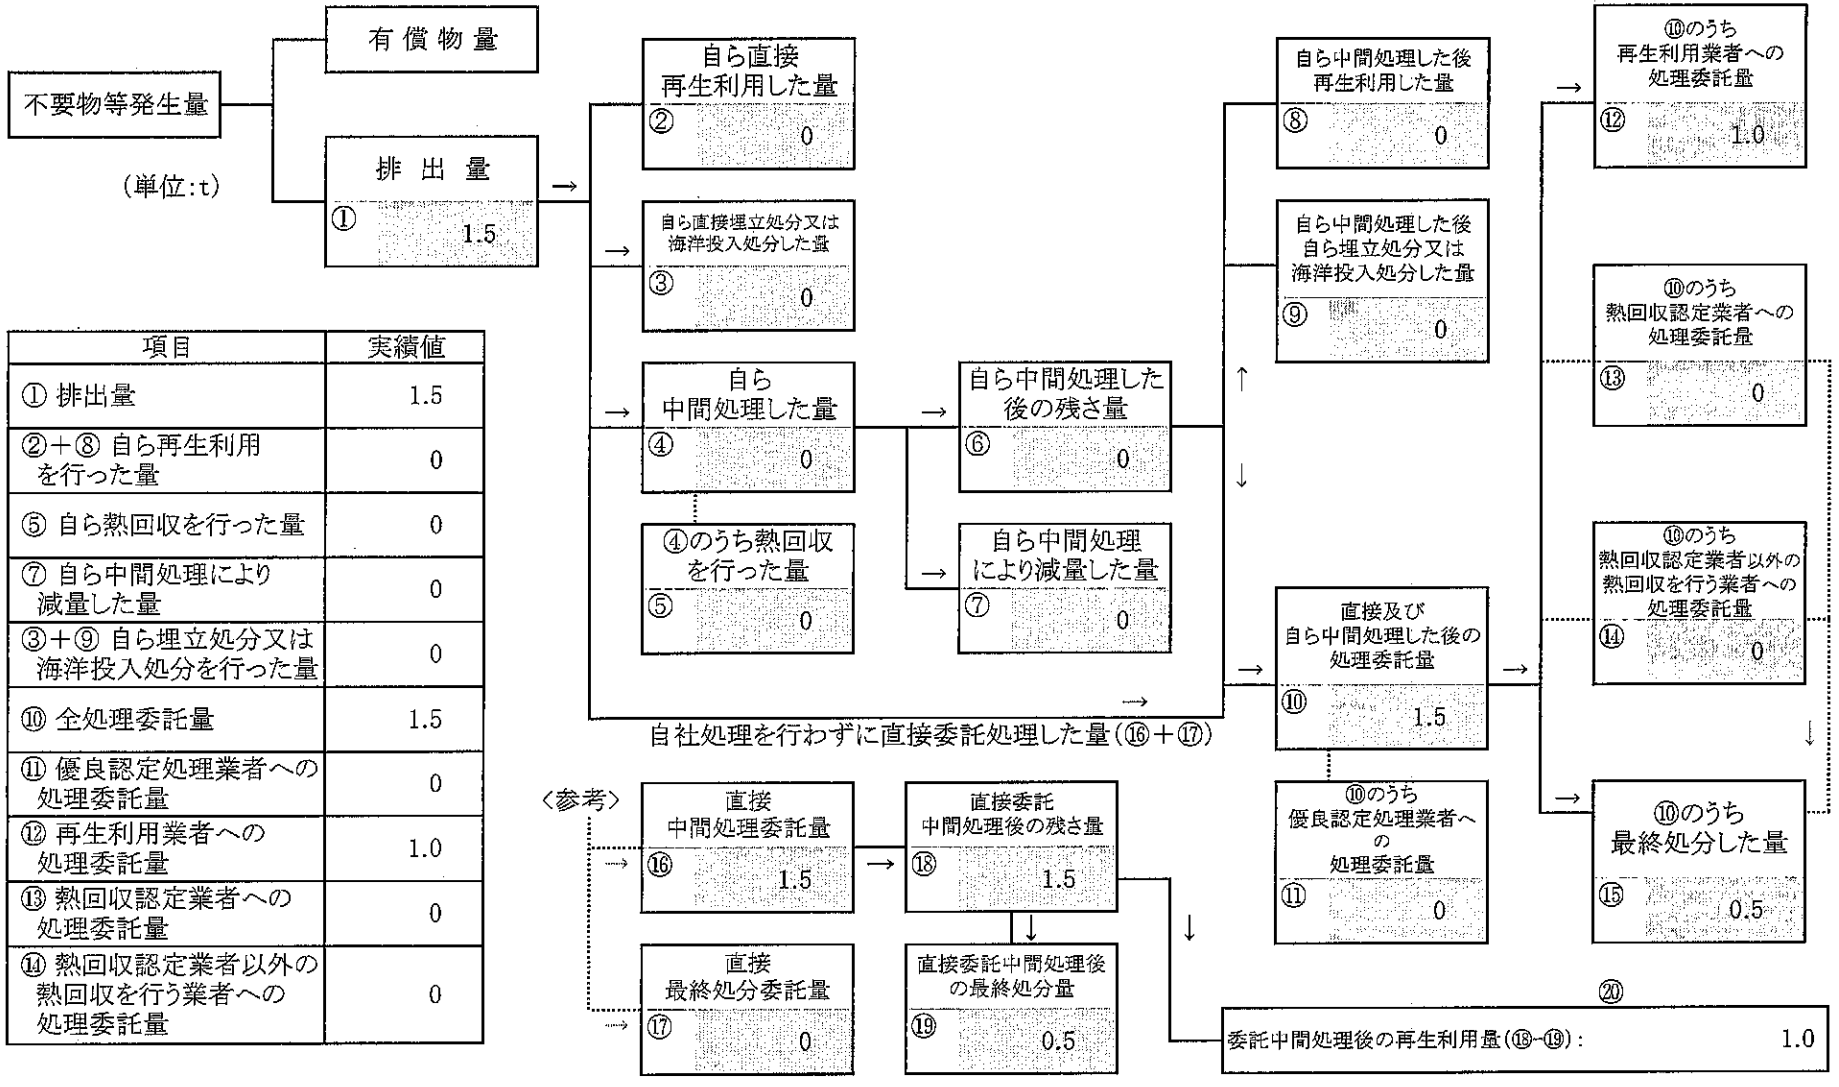 有償物量
不要物等発生量
(単位:t)
排出量
①
1.5
→
自ら直接
再生利用した量
②
0
→
自ら直接埋立処分又は
海洋投入処分した量
③
0
→
自ら
中間処理した量
④
0
④のうち熱回収
を行った量
⑤
0
→
自ら中間処理した
後の残さ量
⑥
0
→
自ら中間処理
により減量した量
⑦
0
↑
↓
自ら中間処理した後
再生利用した量
⑧
0
自ら中間処理した後
自ら埋立処分又は
海洋投入処分した量
⑨
0
→
自社処理を行わずに直接委託処理した量(⑯+⑰)
→
直接及び
自ら中間処理した後の
処理委託量
⑩
1.5
→
⑩のうち
優良認定処理業者へ
の
処理委託量
⑪
0
→
⑩のうち
再生利用業者への
処理委託量
⑫
1.0
⑩のうち
熱回収認定業者への
処理委託量
⑬
0
⑩のうち
熱回収認定業者以外の
熱回収を行う業者への
処理委託量
⑭
0
↓
→
⑩のうち
最終処分した量
⑮
0.5
項目 実績値
① 排出量 1.5
②+⑧ 自ら再生利用
を行った量 0
⑤ 自ら熱回収を行った量 0
⑦ 自ら中間処理により
減量した量 0
③+⑨ 自ら埋立処分又は
海洋投入処分を行った量 0
⑩ 全処理委託量 1.5
⑪ 優良認定処理業者への
処理委託量 0
⑫ 再生利用業者への
処理委託量 1.0
⑬ 熱回収認定業者への
処理委託量 0
⑭ 熱回収認定業者以外の
熱回収を行う業者への
処理委託量 0
〈参考〉
→
直接
中間処理委託量
⑯
1.5
→
直接
最終処分委託量
⑰
0
→
直接委託
中間処理後の残さ量
⑱
1.5
↓
直接委託中間処理後
の最終処分量
⑲
0.5
↓
⑳
委託中間処理後の再生利用量(⑱-⑲): 1.0